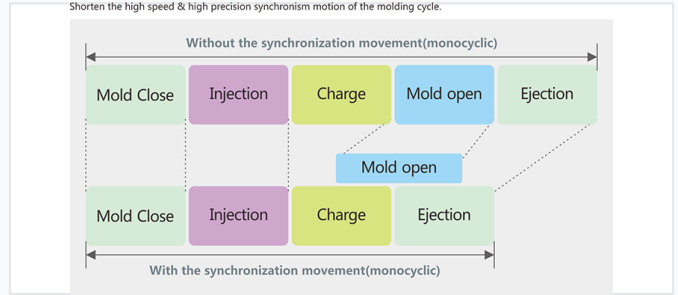 Shorten the high speed & high precision synchronism motion of the molding cycle.
Without the synchronization movement(monocyclic)
Mold Close
Injection
Charge
Mold open
Ejection
Mold open
Mold Close
Injection
Charge
Ejection
With the synchronization movement(monocyclic)